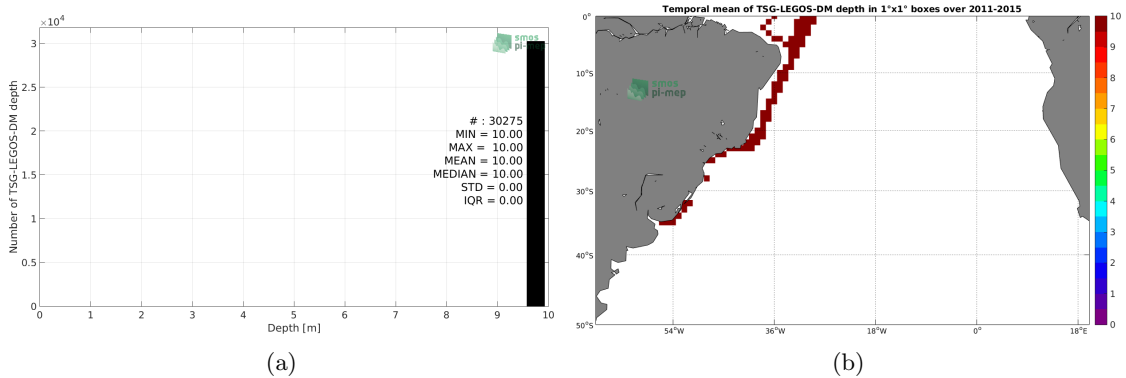 ×10⁴
3
2.5
2
1.5
1
0.5
0
Number of TSG-LEGOS-DM depth
smos
pi-mep
# : 30275
MIN = 10.00
MAX = 10.00
MEAN = 10.00
MEDIAN = 10.00
STD = 0.00
IQR = 0.00
0 1 2 3 4 5 6 7 8 9 10
Depth [m]
(a)
Temporal mean of TSG-LEGOS-DM depth in 1°x1° boxes over 2011-2015
0°
10°S
20°S
30°S
40°S
50°S
smos
pi-mep
54°W 36°W 18°W 0° 18°E
10
9
8
7
6
5
4
3
2
1
0
(b)